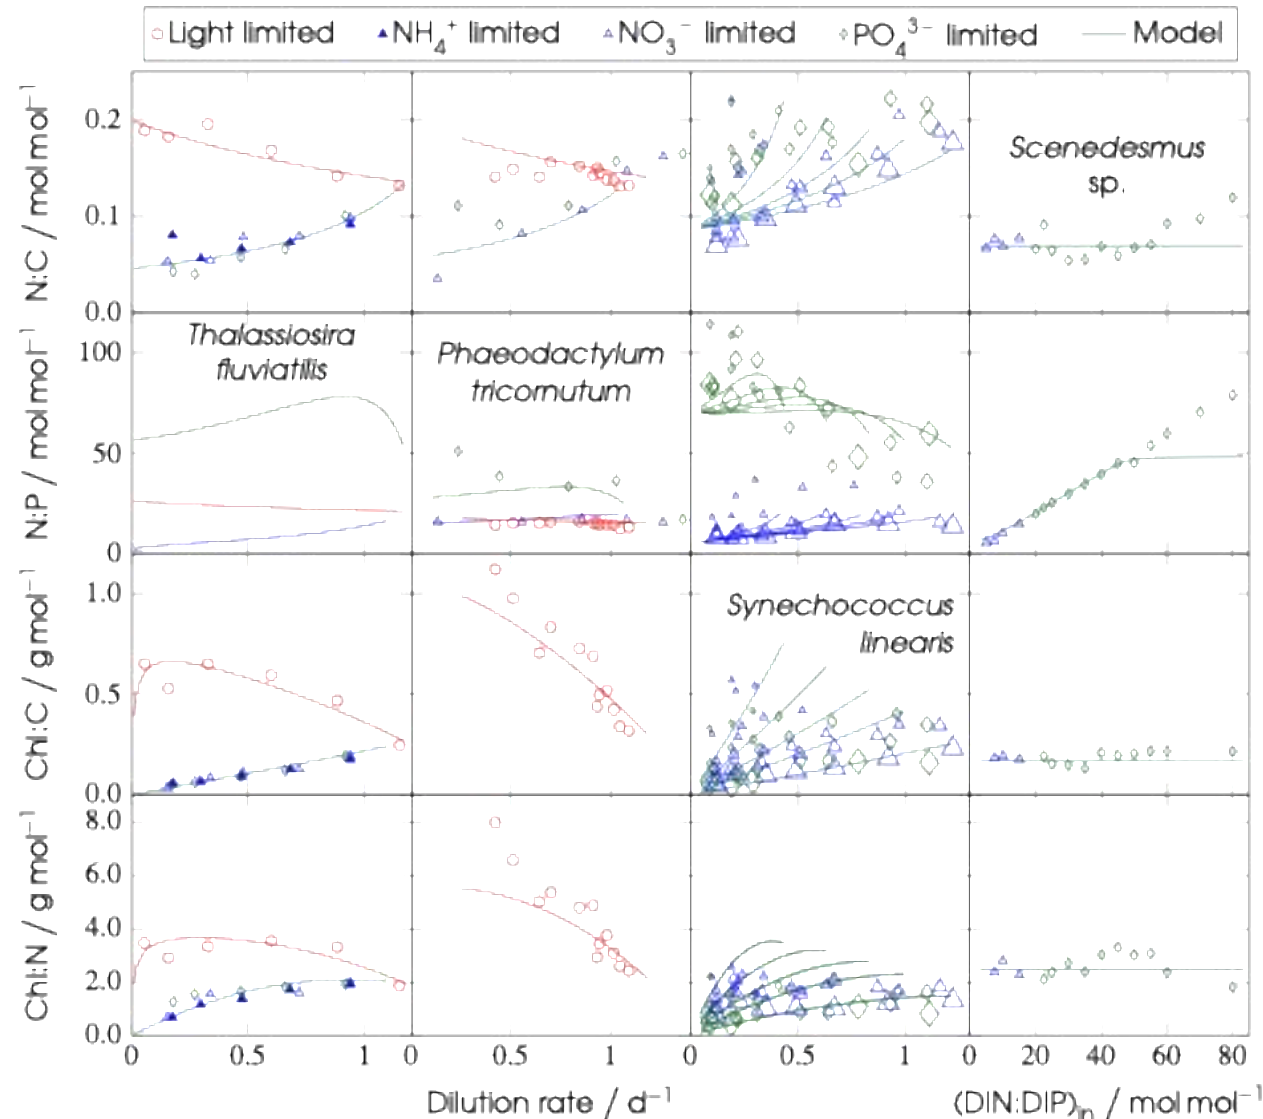 Light limited NH4+ limited NO3− limited PO43− limited Model
N:C / mol mol−1
0.2
0.1
0.0
Scenedesmus
sp.
N:P / mol mol−1
100
50
0
Thalassiosira
fluviatilis
Phaeodactylum
tricornutum
Chl:C / g mol−1
1.0
0.5
0.0
Synechococcus
linearis
Chl:N / g mol−1
8.0
6.0
4.0
2.0
0.0
0 0.5 1 0 0.5 1 0 0.5 1 0 20 40 60 80
Dilution rate / d−1
(DIN:DIP)in / mol mol−1